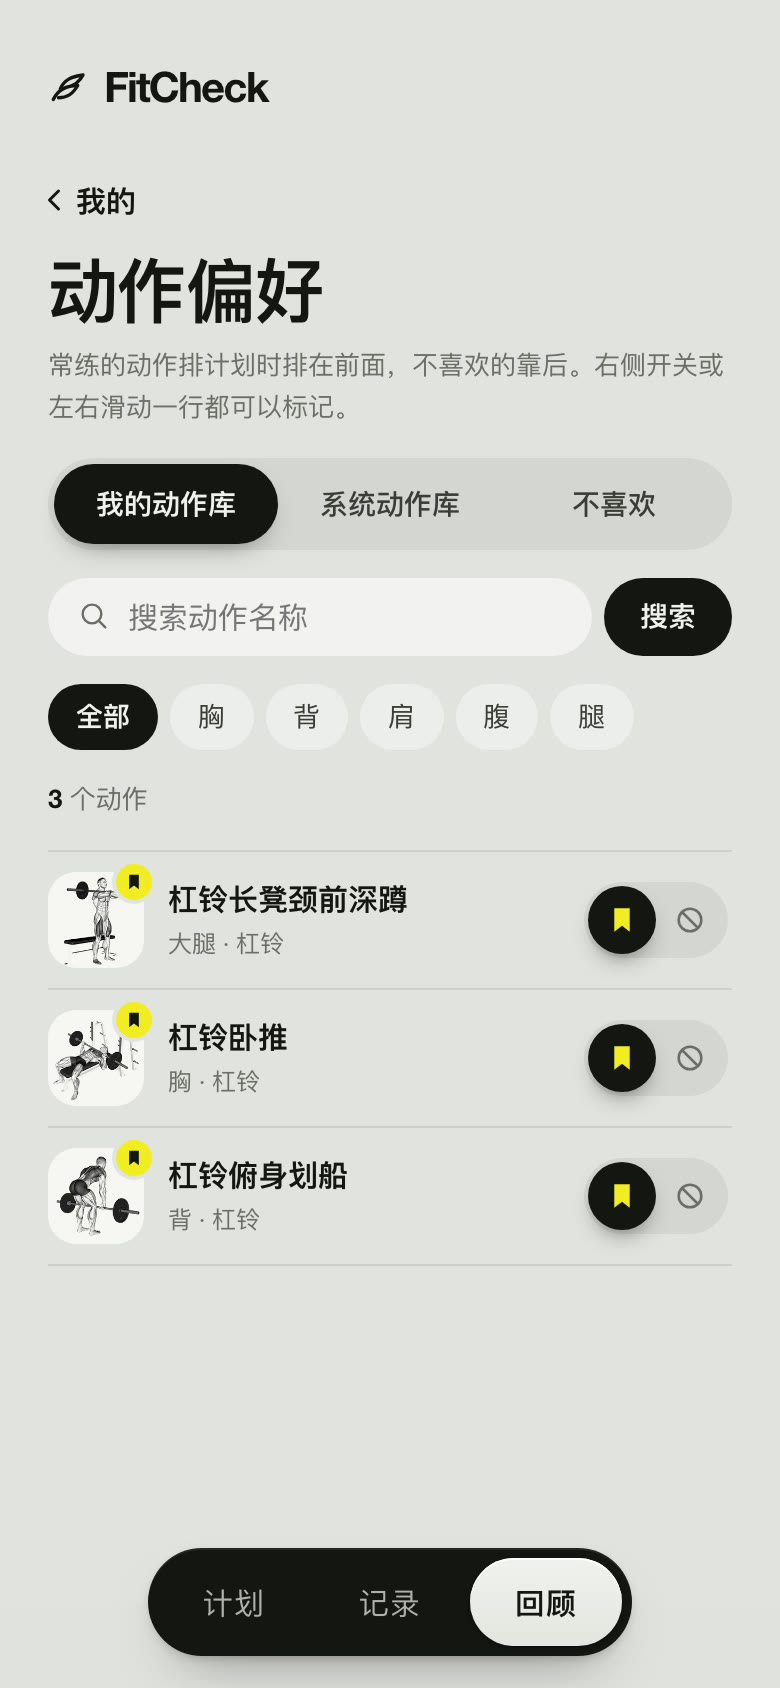 FitCheck
我的
动作偏好
常练的动作排计划时排在前面，不喜欢的靠后。右侧开关或
左右滑动一行都可以标记。
我的动作库 系统动作库 不喜欢
搜索动作名称 搜索
全部 胸 背 肩 腹 腿
3 个动作
杠铃长凳颈前深蹲
大腿 · 杠铃
杠铃卧推
胸 · 杠铃
杠铃俯身划船
背 · 杠铃
计划 记录 回顾